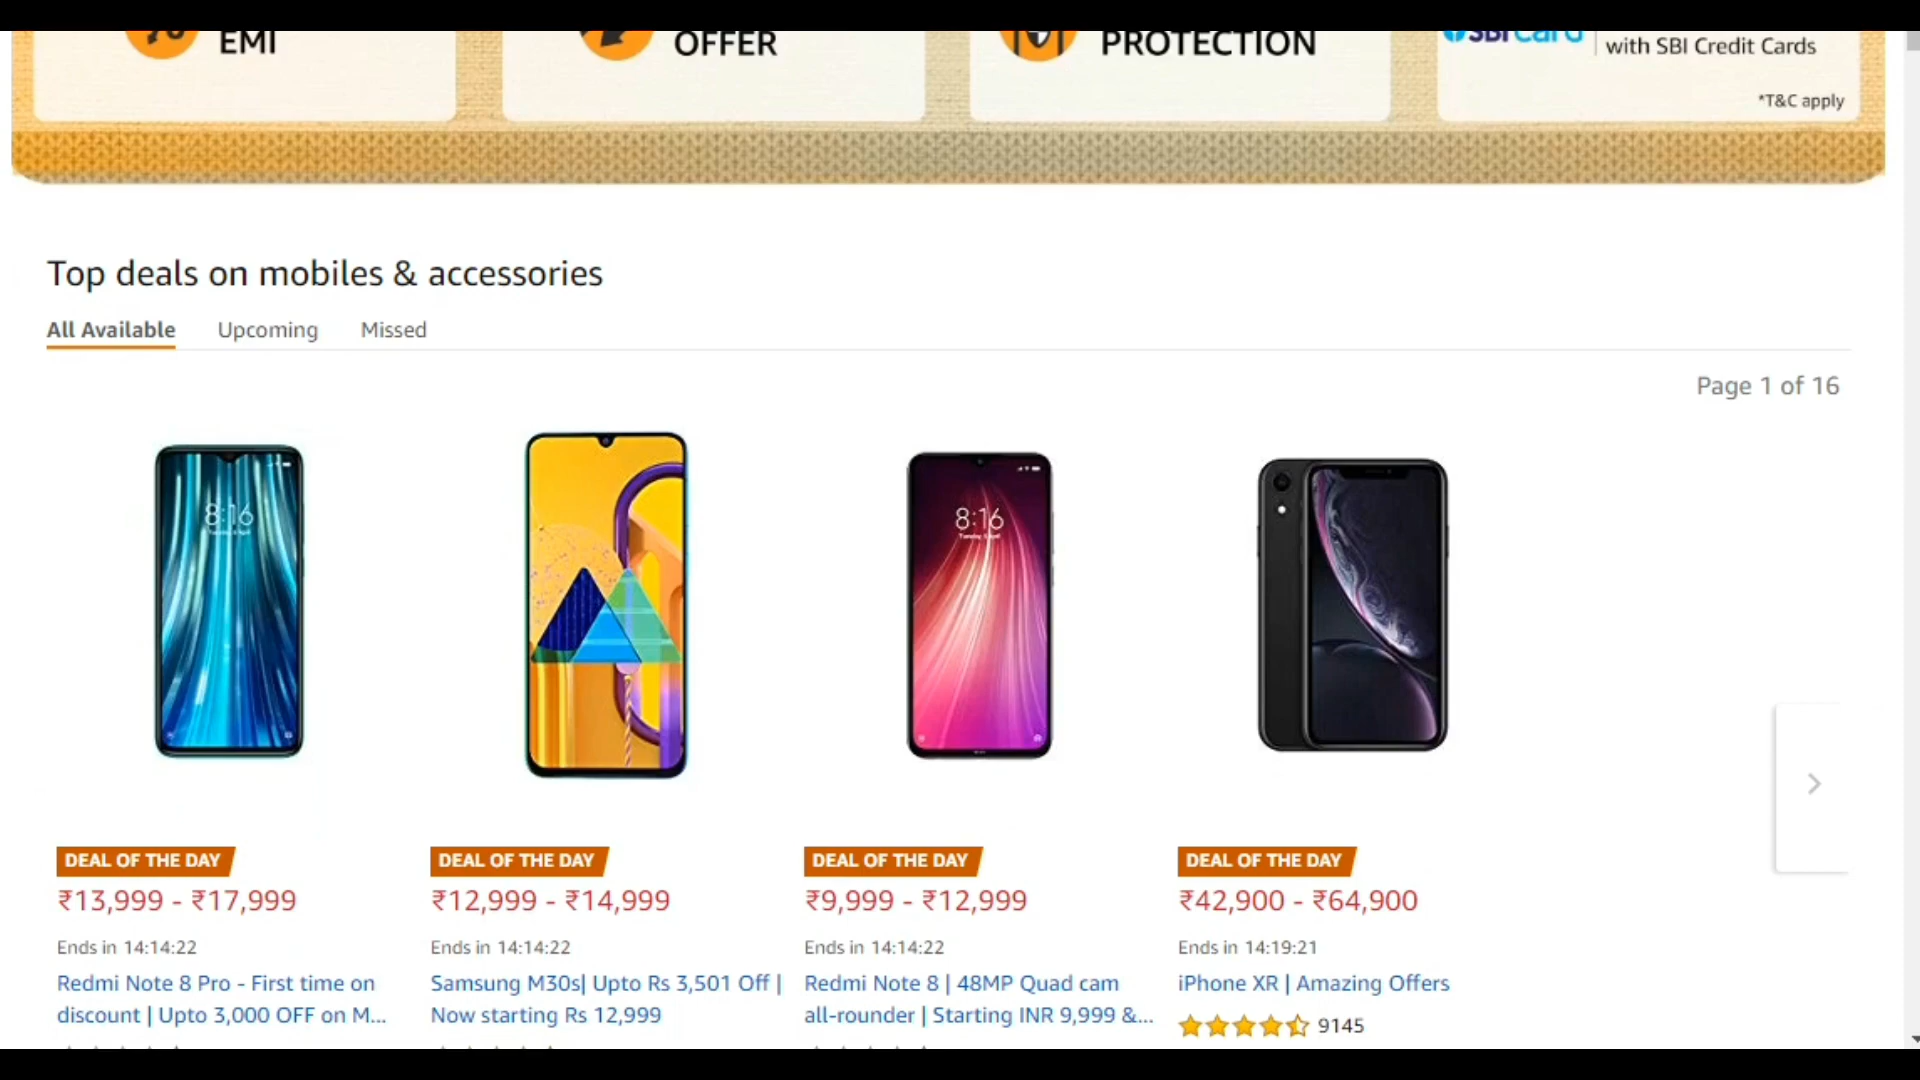 EMI
OFFER
PROTECTION
SBI Card
with SBI Credit Cards
*T&C apply
Top deals on mobiles & accessories
All Available Upcoming Missed
Page 1 of 16
8:16
8:16
DEAL OF THE DAY
₹13,999 - ₹17,999
Ends in 14:14:22
Redmi Note 8 Pro - First time on
discount | Upto 3,000 OFF on M...
DEAL OF THE DAY
₹12,999 - ₹14,999
Ends in 14:14:22
Samsung M30s| Upto Rs 3,501 Off |
Now starting Rs 12,999
DEAL OF THE DAY
₹9,999 - ₹12,999
Ends in 14:14:22
Redmi Note 8 | 48MP Quad cam
all-rounder | Starting INR 9,999 &...
DEAL OF THE DAY
₹42,900 - ₹64,900
Ends in 14:19:21
iPhone XR | Amazing Offers
9145